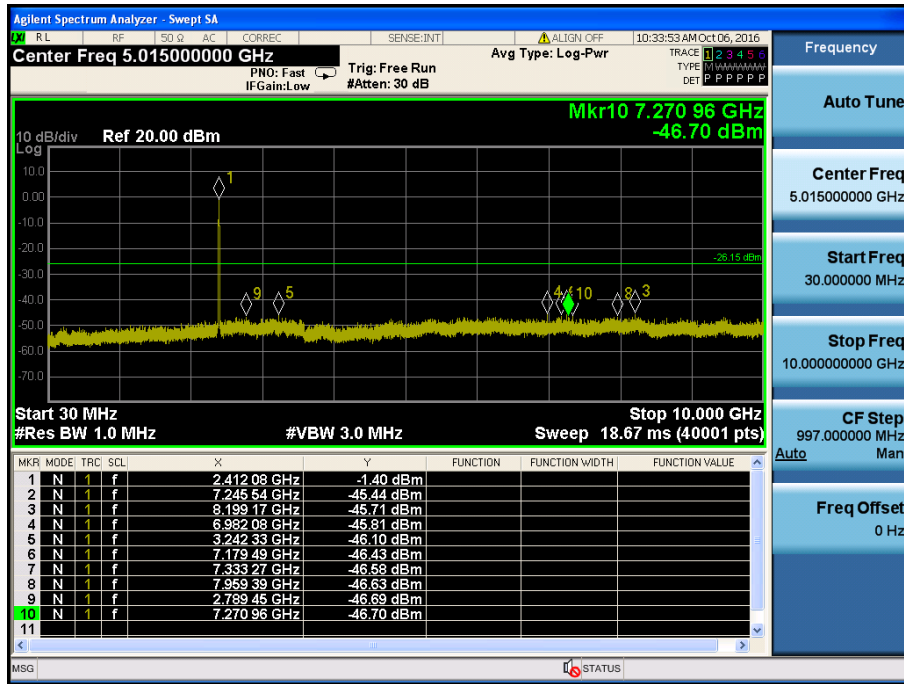 Agilent Spectrum Analyzer - Swept SA
LXI RL RF 50 Ω AC CORREC SENSE:INT ALIGN OFF 10:33:53 AM Oct 06, 2016
Center Freq 5.015000000 GHz
PNO: Fast
IFGain:Low
Trig: Free Run
#Atten: 30 dB
Avg Type: Log-Pwr
TRACE 1 2 3 4 5 6
TYPE M WWWWW
DET P P P P P P
Mkr10 7.270 96 GHz
-46.70 dBm
10 dB/div Ref 20.00 dBm
Log
10.0
0.00
-10.0
-20.0
-30.0
-40.0
-50.0
-60.0
-70.0
1
-26.15 dBm
9 5 4 10 8 3
Start 30 MHz Stop 10.000 GHz
#Res BW 1.0 MHz #VBW 3.0 MHz Sweep 18.67 ms (40001 pts)
MKR MODE TRC SCL X Y FUNCTION FUNCTION WIDTH FUNCTION VALUE
1 N 1 f 2.412 08 GHz -1.40 dBm
2 N 1 f 7.245 54 GHz -45.44 dBm
3 N 1 f 8.199 17 GHz -45.71 dBm
4 N 1 f 6.982 08 GHz -45.81 dBm
5 N 1 f 3.242 33 GHz -46.10 dBm
6 N 1 f 7.179 49 GHz -46.43 dBm
7 N 1 f 7.333 27 GHz -46.58 dBm
8 N 1 f 7.959 39 GHz -46.63 dBm
9 N 1 f 2.789 45 GHz -46.69 dBm
10 N 1 f 7.270 96 GHz -46.70 dBm
11
MSG STATUS
Frequency
Auto Tune
Center Freq
5.015000000 GHz
Start Freq
30.000000 MHz
Stop Freq
10.000000000 GHz
CF Step
997.000000 MHz
Auto Man
Freq Offset
0 Hz